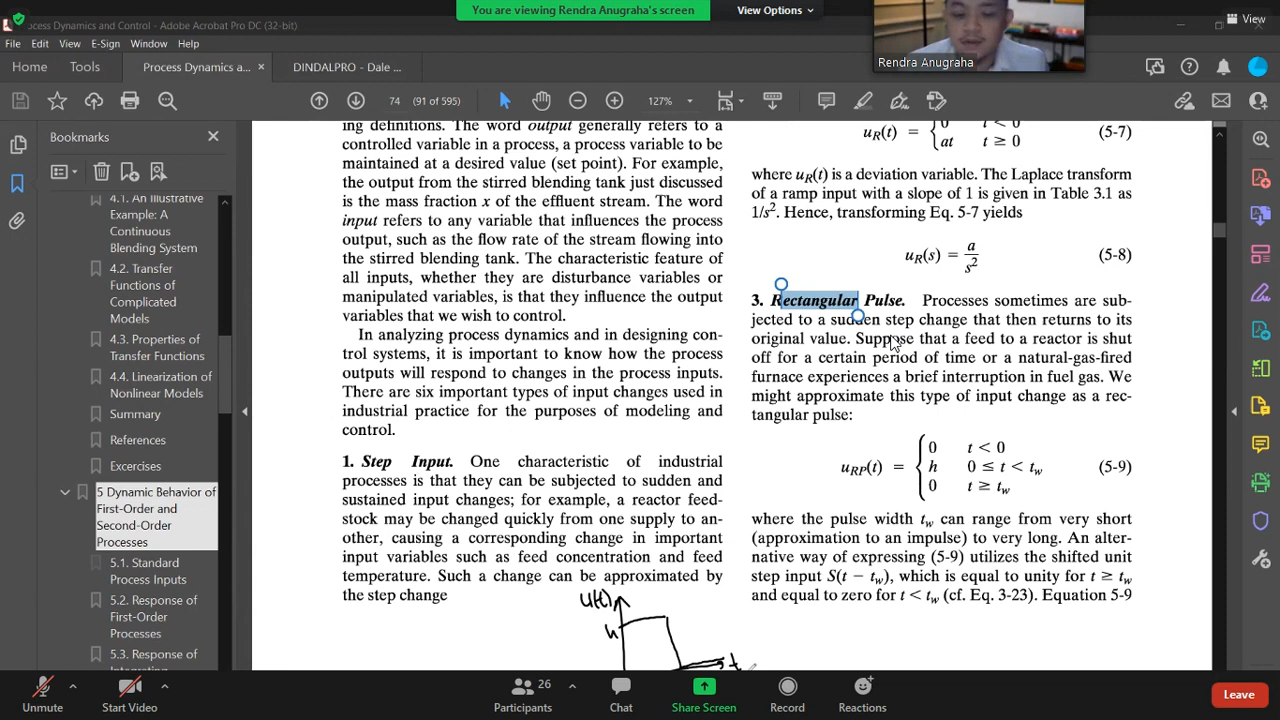 You are viewing Rendra Anugraha's screen
View Options
ocess Dynamics and Control - Adobe Acrobat Pro DC (32-bit)
View
Rendra Anugraha
File Edit View E-Sign Window Help
Home Tools Process Dynamics a... × DINDALPRO - Dale ...
74 (91 of 595) 127%
Bookmarks
4.1. An Illustrative
Example: A
Continuous
Blending System
4.2. Transfer
Functions of
Complicated
Models
4.3. Properties of
Transfer Functions
4.4. Linearization of
Nonlinear Models
Summary
References
Exercises
5 Dynamic Behavior of
First-Order and
Second-Order
Processes
5.1. Standard
Process Inputs
5.2. Response of
First-Order
Processes
5.3. Response of
ing definitions. The word output generally refers to a
controlled variable in a process, a process variable to be
maintained at a desired value (set point). For example,
the output from the stirred blending tank just discussed
is the mass fraction x of the effluent stream. The word
input refers to any variable that influences the process
output, such as the flow rate of the stream flowing into
the stirred blending tank. The characteristic feature of
all inputs, whether they are disturbance variables or
manipulated variables, is that they influence the output
variables that we wish to control.
In analyzing process dynamics and in designing con-
trol systems, it is important to know how the process
outputs will respond to changes in the process inputs.
There are six important types of input changes used in
industrial practice for the purposes of modeling and
control.
1. Step Input. One characteristic of industrial
processes is that they can be subjected to sudden and
sustained input changes; for example, a reactor feed-
stock may be changed quickly from one supply to an-
other, causing a corresponding change in important
input variables such as feed concentration and feed
temperature. Such a change can be approximated by
the step change
u(t)
h
t
0 t < 0
uR(t) = { at t ≥ 0 (5-7)
where uR(t) is a deviation variable. The Laplace transform
of a ramp input with a slope of 1 is given in Table 3.1 as
1/s². Hence, transforming Eq. 5-7 yields
uR(s) = a/s² (5-8)
3. Rectangular Pulse. Processes sometimes are sub-
jected to a sudden step change that then returns to its
original value. Suppose that a feed to a reactor is shut
off for a certain period of time or a natural-gas-fired
furnace experiences a brief interruption in fuel gas. We
might approximate this type of input change as a rec-
tangular pulse:
0 t < 0
uRP(t) = { h 0 ≤ t < tw (5-9)
0 t ≥ tw
where the pulse width tw can range from very short
(approximation to an impulse) to very long. An alter-
native way of expressing (5-9) utilizes the shifted unit
step input S(t − tw), which is equal to unity for t ≥ tw
and equal to zero for t < tw (cf. Eq. 3-23). Equation 5-9
Unmute
Start Video
26
Participants
Chat
Share Screen
Record
Reactions
Leave